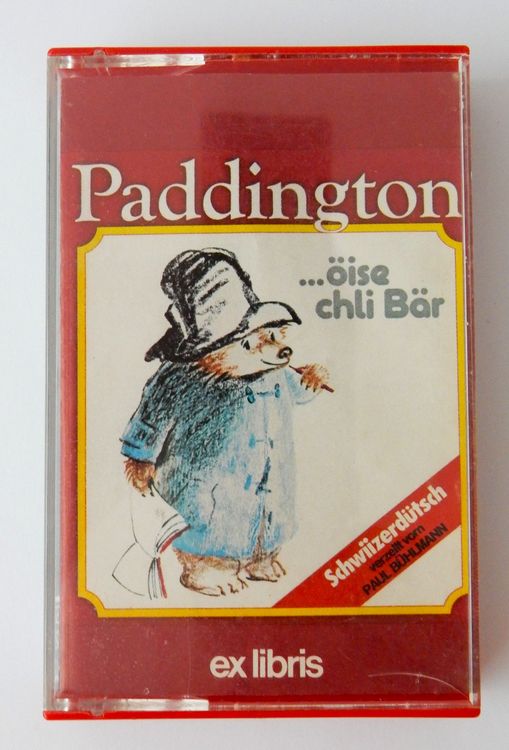 Paddington
...öise
chli Bär
Schwiizerdütsch
verzellt vom
PAUL BÜHLMANN
ex libris